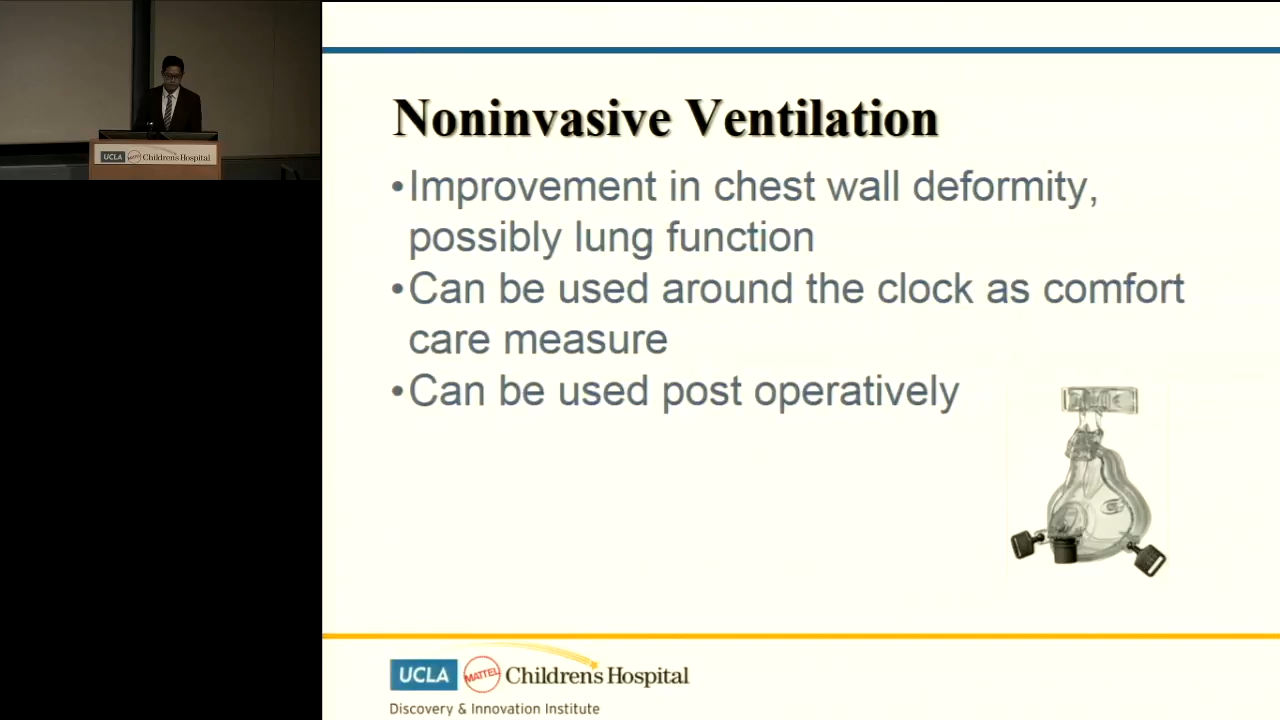 UCLA Mattel Children's Hospital
Noninvasive Ventilation
•Improvement in chest wall deformity,
possibly lung function
•Can be used around the clock as comfort
care measure
•Can be used post operatively
UCLA MATTEL Children's Hospital
Discovery & Innovation Institute